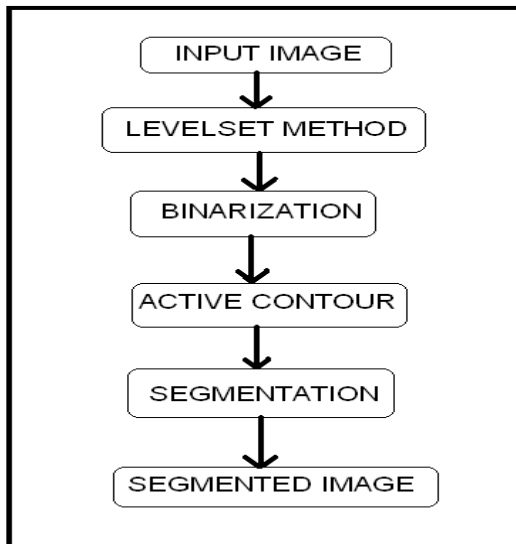 INPUT IMAGE
LEVELSET METHOD
BINARIZATION
ACTIVE CONTOUR
SEGMENTATION
SEGMENTED IMAGE